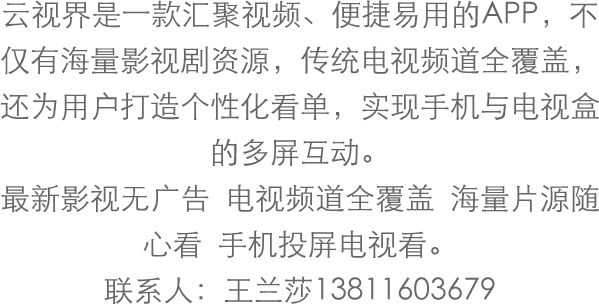 云视界是一款汇聚视频、便捷易用的APP，不
仅有海量影视剧资源，传统电视频道全覆盖，
还为用户打造个性化看单，实现手机与电视盒
的多屏互动。
最新影视无广告 电视频道全覆盖 海量片源随
心看 手机投屏电视看。
联系人：王兰莎13811603679